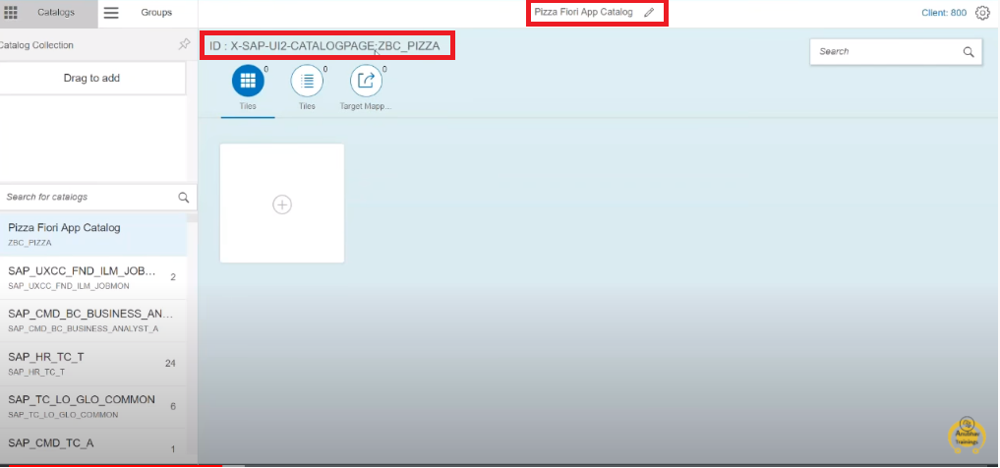 Catalogs
Groups
Pizza Fiori App Catalog
Client: 800
Catalog Collection
ID : X-SAP-UI2-CATALOGPAGE:ZBC_PIZZA
Search
Drag to add
0
0
0
Tiles
Tiles
Target Mapp...
Search for catalogs
Pizza Fiori App Catalog
ZBC_PIZZA
SAP_UXCC_FND_ILM_JOB...
2
SAP_UXCC_FND_ILM_JOBMON
SAP_CMD_BC_BUSINESS_AN...
SAP_CMD_BC_BUSINESS_ANALYST_A
SAP_HR_TC_T
24
SAP_HR_TC_T
SAP_TC_LO_GLO_COMMON
6
SAP_TC_LO_GLO_COMMON
SAP_CMD_TC_A
1
Anubhav
Trainings